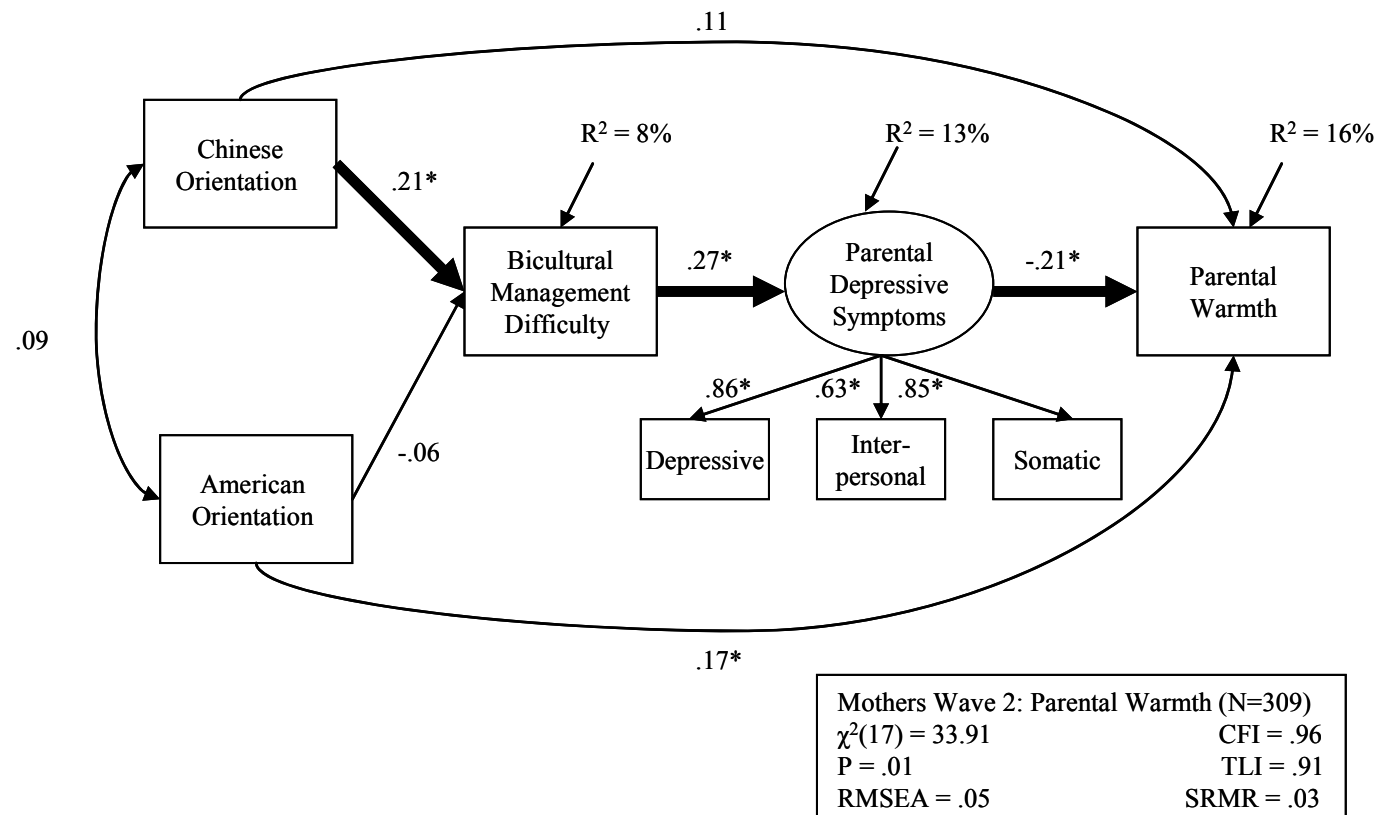 .11
Chinese
Orientation
R² = 8%
R² = 13%
R² = 16%
.21*
Bicultural
Management
Difficulty
.27*
Parental
Depressive
Symptoms
-.21*
Parental
Warmth
.09
-.06
.86*
.63*
.85*
Depressive
Inter-
personal
Somatic
American
Orientation
.17*
Mothers Wave 2: Parental Warmth (N=309)
χ²(17) = 33.91 CFI = .96
P = .01 TLI = .91
RMSEA = .05 SRMR = .03